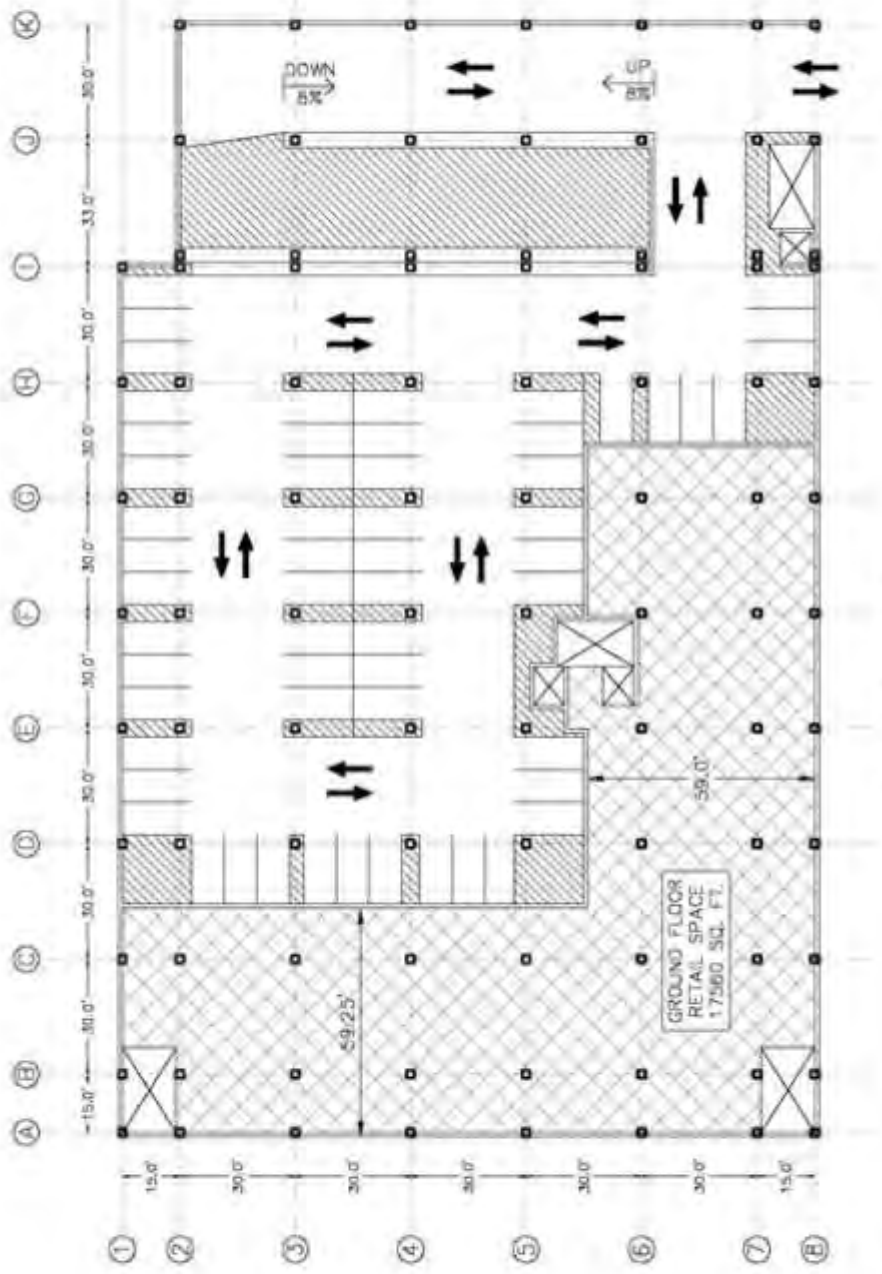 K
30.0'
DOWN
8%
UP
8%
J
33.0'
I
30.0'
H
30.0'
G
30.0'
F
30.0'
E
30.0'
D
30.0'
C
30.0'
B
15.0'
A
59.0'
59.25'
GROUND FLOOR
RETAIL SPACE
17560 SQ. FT.
15.0' 30.0' 30.0' 30.0' 30.0' 30.0' 15.0'
1 2 3 4 5 6 7 8